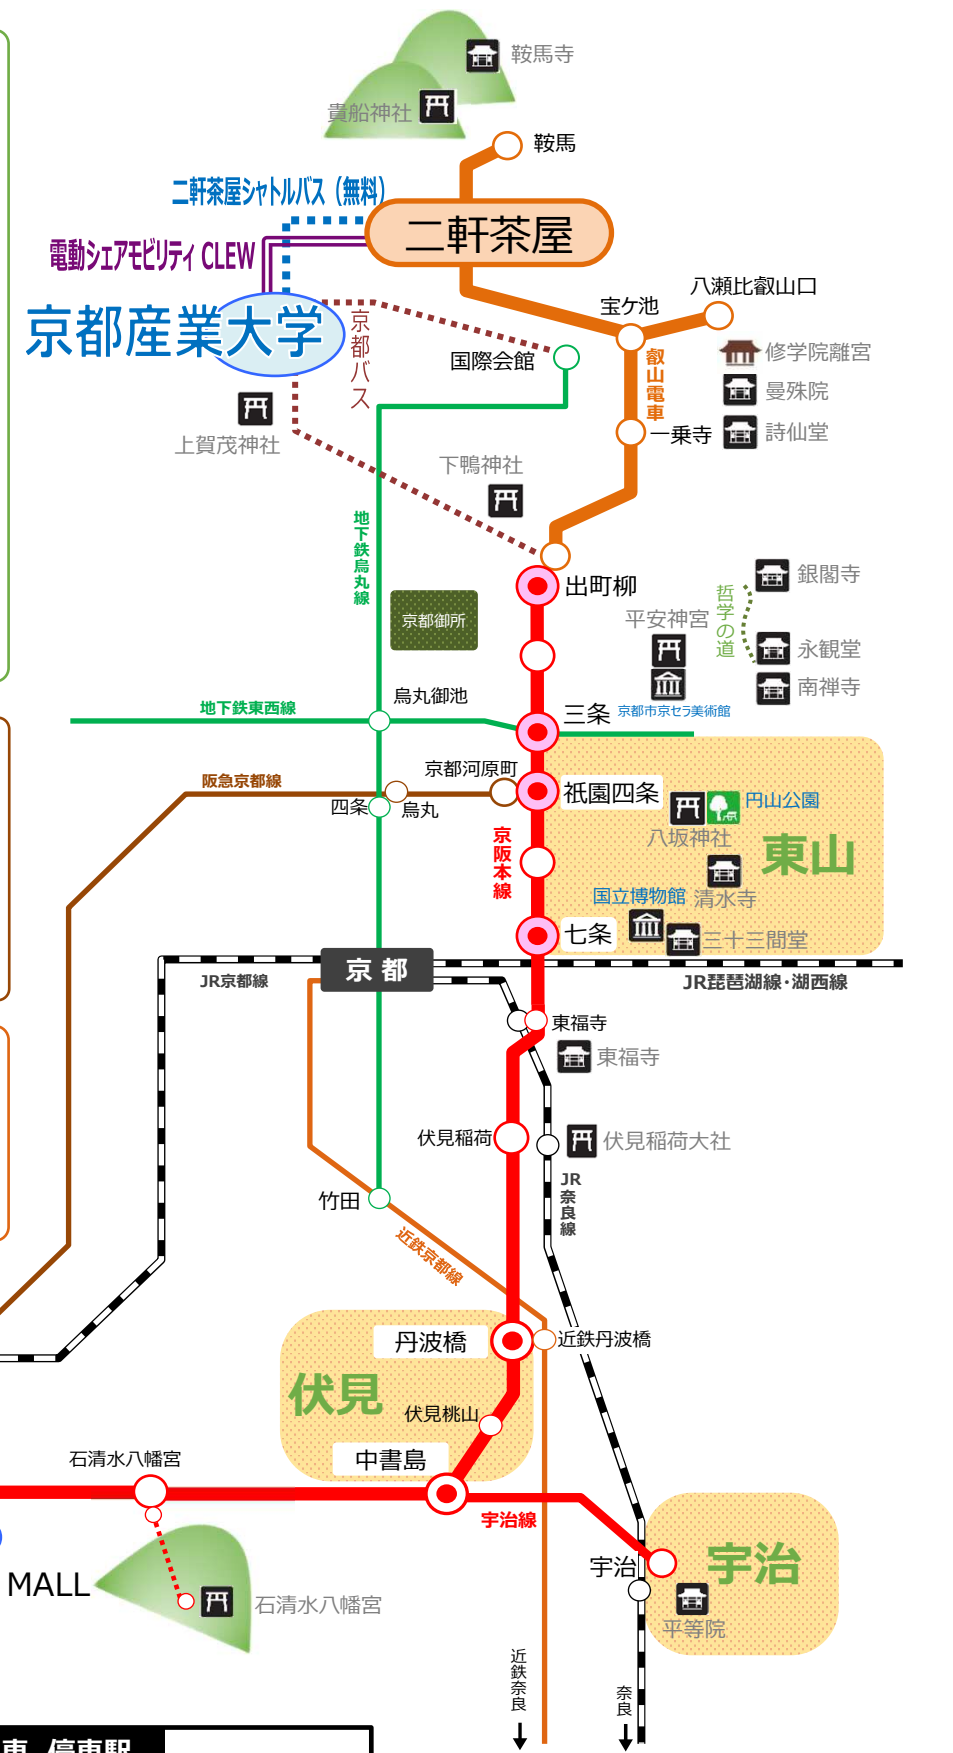 鞍馬寺
貴船神社
鞍馬
二軒茶屋シャトルバス（無料）
二軒茶屋
電動シェアモビリティ CLEW
八瀬比叡山口
宝ケ池
京都産業大学
京都バス
国際会館
叡山電車
修学院離宮
曼殊院
一乗寺
詩仙堂
上賀茂神社
下鴨神社
地下鉄烏丸線
出町柳
銀閣寺
哲学の道
京都御所
平安神宮
永観堂
南禅寺
烏丸御池
地下鉄東西線
三条
京都市京セラ美術館
京都河原町
阪急京都線
祇園四条
四条
烏丸
円山公園
八坂神社
京阪本線
東山
国立博物館
清水寺
七条
三十三間堂
京都
JR京都線
JR琵琶湖線・湖西線
東福寺
東福寺
伏見稲荷
伏見稲荷大社
JR奈良線
竹田
近鉄京都線
丹波橋
近鉄丹波橋
伏見
伏見桃山
中書島
石清水八幡宮
宇治線
宇治
宇治
MALL
石清水八幡宮
平等院
近鉄奈良
奈良
車 停車駅